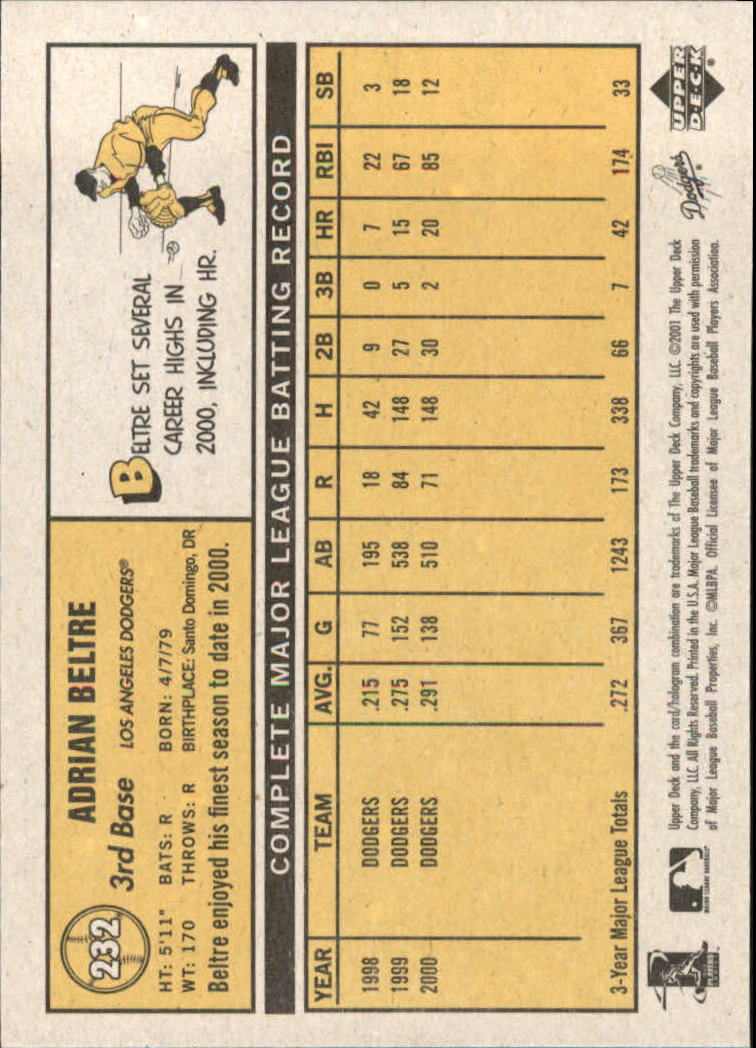 232
ADRIAN BELTRE
3rd Base LOS ANGELES DODGERS®
HT: 5'11" BATS: R BORN: 4/7/79
WT: 170 THROWS: R BIRTHPLACE: Santo Domingo, DR
Beltre enjoyed his finest season to date in 2000.
BELTRE SET SEVERAL
CAREER HIGHS IN
2000, INCLUDING HR.
COMPLETE MAJOR LEAGUE BATTING RECORD
YEAR TEAM AVG. G AB R H 2B 3B HR RBI SB
1998 DODGERS .215 77 195 18 42 9 0 7 22 3
1999 DODGERS .275 152 538 84 148 27 5 15 67 18
2000 DODGERS .291 138 510 71 148 30 2 20 85 12
3-Year Major League Totals .272 367 1243 173 338 66 7 42 174 33
Upper Deck and the card/hologram combination are trademarks of The Upper Deck Company, LLC. ©2001 The Upper Deck
Company, LLC. All Rights Reserved. Printed in the U.S.A. Major League Baseball trademarks and copyrights are used with permission
of Major League Baseball Properties, Inc. ©MLBPA. Official Licensee of Major League Baseball Players Association.
MAJOR LEAGUE BASEBALL
Dodgers®
UPPER
D·E·C·K®